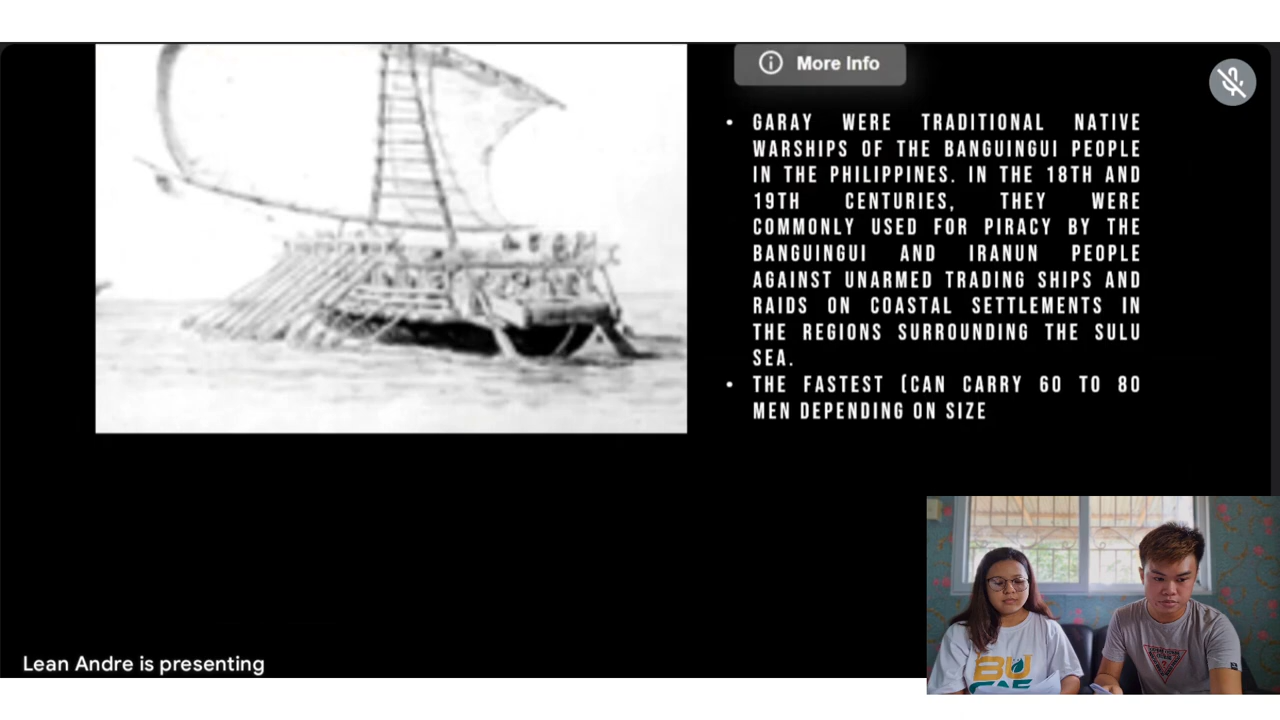 More Info
• GARAY WERE TRADITIONAL NATIVE
WARSHIPS OF THE BANGUINGUI PEOPLE
IN THE PHILIPPINES. IN THE 18TH AND
19TH CENTURIES, THEY WERE
COMMONLY USED FOR PIRACY BY THE
BANGUINGUI AND IRANUN PEOPLE
AGAINST UNARMED TRADING SHIPS AND
RAIDS ON COASTAL SETTLEMENTS IN
THE REGIONS SURROUNDING THE SULU
SEA.
• THE FASTEST (CAN CARRY 60 TO 80
MEN DEPENDING ON SIZE
Lean Andre is presenting
BU